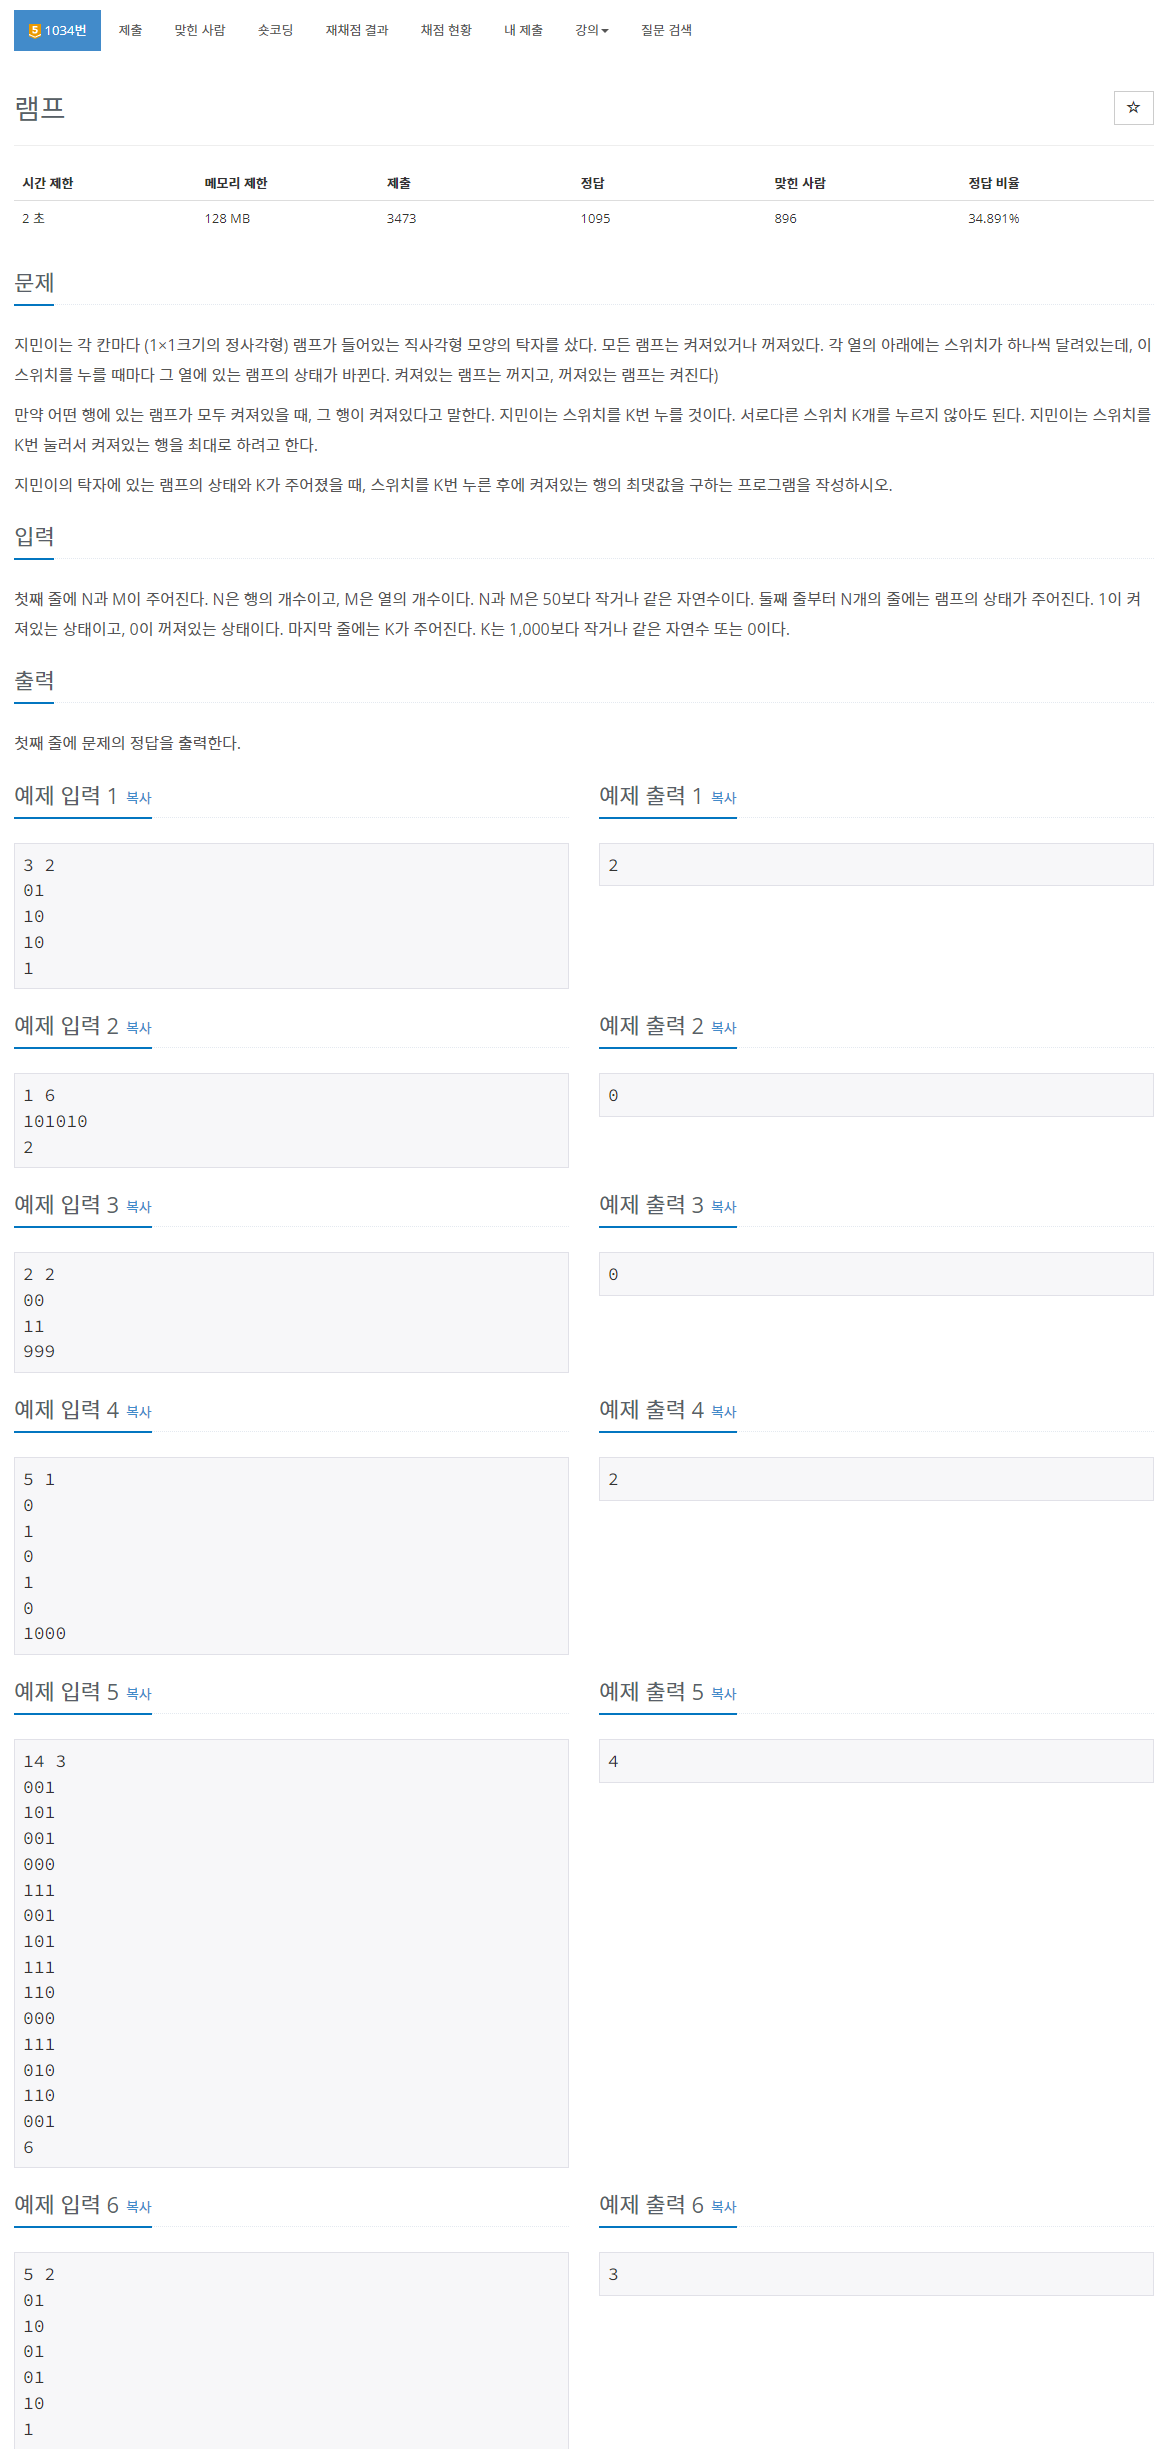 5 1034번 제출 맞힌 사람 숏코딩 재채점 결과 채점 현황 내 제출 강의 질문 검색
램프
☆
시간 제한 메모리 제한 제출 정답 맞힌 사람 정답 비율
2 초 128 MB 3473 1095 896 34.891%
문제
지민이는 각 칸마다 (1×1크기의 정사각형) 램프가 들어있는 직사각형 모양의 탁자를 샀다. 모든 램프는 켜져있거나 꺼져있다. 각 열의 아래에는 스위치가 하나씩 달려있는데, 이
스위치를 누를 때마다 그 열에 있는 램프의 상태가 바뀐다. 켜져있는 램프는 꺼지고, 꺼져있는 램프는 켜진다)
만약 어떤 행에 있는 램프가 모두 켜져있을 때, 그 행이 켜져있다고 말한다. 지민이는 스위치를 K번 누를 것이다. 서로다른 스위치 K개를 누르지 않아도 된다. 지민이는 스위치를
K번 눌러서 켜져있는 행을 최대로 하려고 한다.
지민이의 탁자에 있는 램프의 상태와 K가 주어졌을 때, 스위치를 K번 누른 후에 켜져있는 행의 최댓값을 구하는 프로그램을 작성하시오.
입력
첫째 줄에 N과 M이 주어진다. N은 행의 개수이고, M은 열의 개수이다. N과 M은 50보다 작거나 같은 자연수이다. 둘째 줄부터 N개의 줄에는 램프의 상태가 주어진다. 1이 켜
져있는 상태이고, 0이 꺼져있는 상태이다. 마지막 줄에는 K가 주어진다. K는 1,000보다 작거나 같은 자연수 또는 0이다.
출력
첫째 줄에 문제의 정답을 출력한다.
예제 입력 1 복사
3 2
01
10
10
1
예제 출력 1 복사
2
예제 입력 2 복사
1 6
101010
2
예제 출력 2 복사
0
예제 입력 3 복사
2 2
00
11
999
예제 출력 3 복사
0
예제 입력 4 복사
5 1
0
1
0
1
0
1000
예제 출력 4 복사
2
예제 입력 5 복사
14 3
001
101
001
000
111
001
101
111
110
000
111
010
110
001
6
예제 출력 5 복사
4
예제 입력 6 복사
5 2
01
10
01
01
10
1
예제 출력 6 복사
3